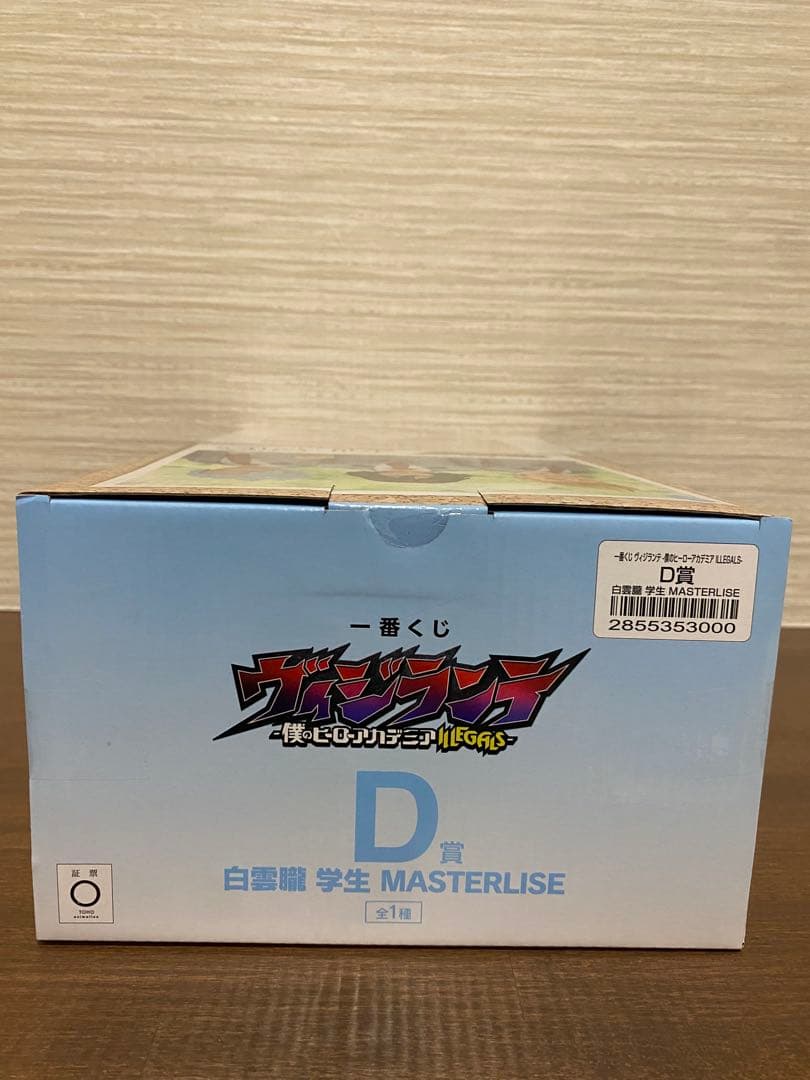 一番くじ ヴィジランテ -僕のヒーローアカデミア ILLEGALS-
D賞
白雲朧 学生 MASTERLISE
2855353000
一番くじ
ヴィジランテ
-僕のヒーローアカデミア ILLEGALS-
D賞
白雲朧 学生 MASTERLISE
全1種
証票
TOHO
animation